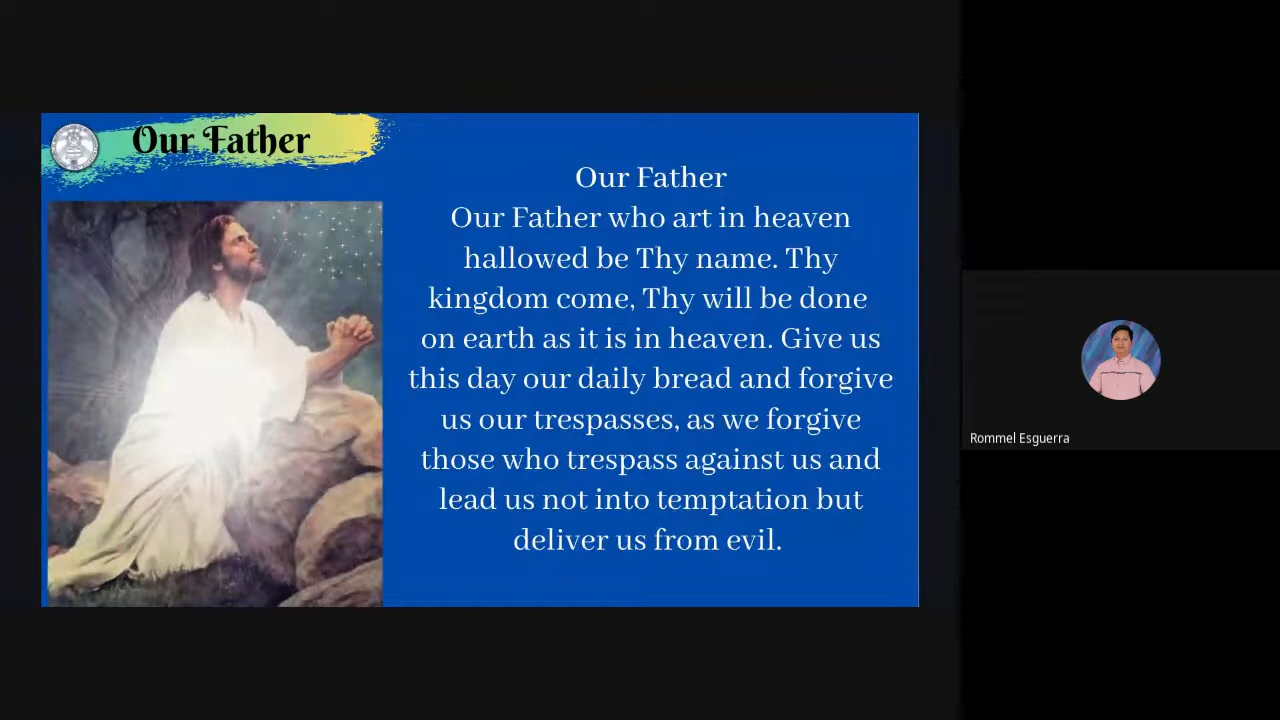 Our Father
Our Father
Our Father who art in heaven
hallowed be Thy name. Thy
kingdom come, Thy will be done
on earth as it is in heaven. Give us
this day our daily bread and forgive
us our trespasses, as we forgive
those who trespass against us and
lead us not into temptation but
deliver us from evil.
Rommel Esguerra